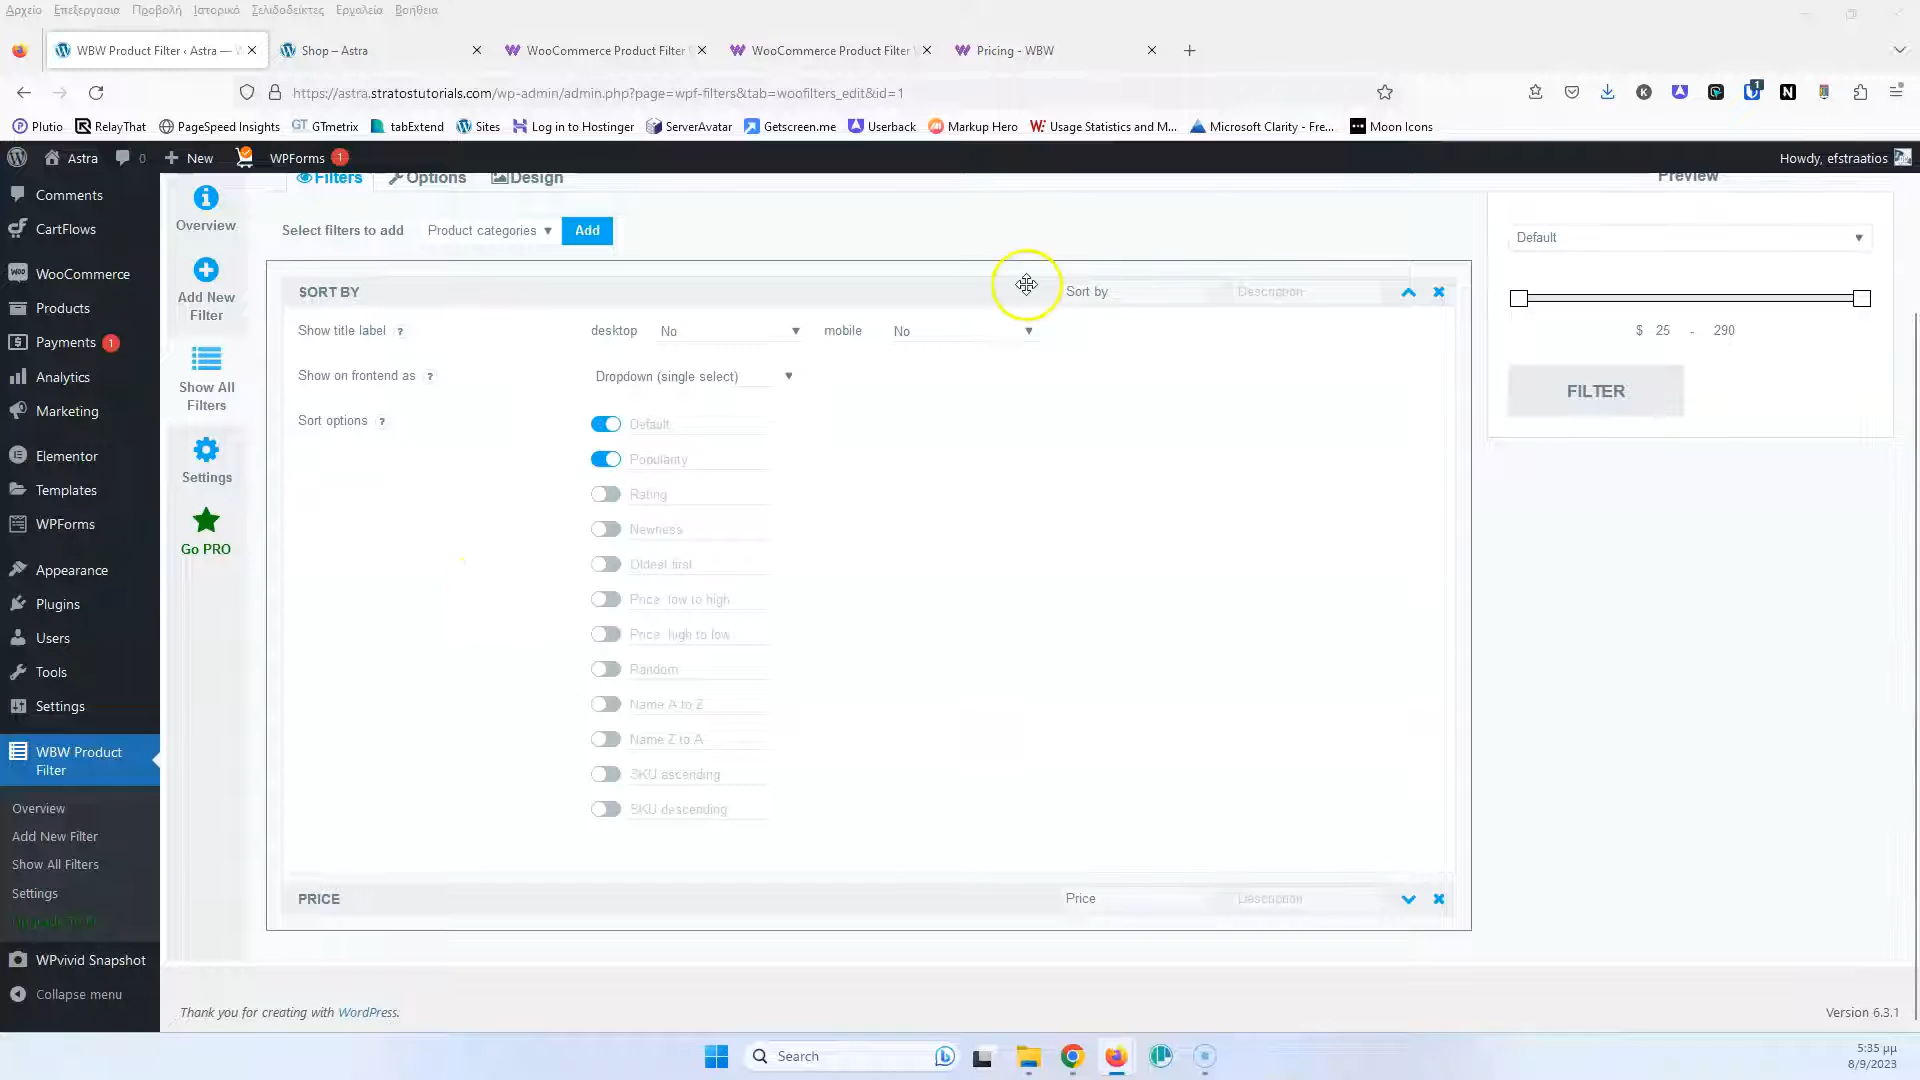 Αρχείο Επεξεργασια Προβολή Ιστορικό Σελιδοδείκτες Εργαλεία Βοήθεια
WBW Product Filter ‹ Astra — W
Shop – Astra
WooCommerce Product Filter
WooCommerce Product Filter
Pricing - WBW
https://astra.stratostutorials.com/wp-admin/admin.php?page=wpf-filters&tab=woofilters_edit&id=1
Plutio RelayThat PageSpeed Insights GTmetrix tabExtend Sites Log in to Hostinger ServerAvatar Getscreen.me Userback Markup Hero Usage Statistics and M... Microsoft Clarity - Fre... Moon Icons
Astra 0 New WPForms 1 Howdy, efstraatios
Comments
CartFlows
WooCommerce
Products
Payments 1
Analytics
Marketing
Elementor
Templates
WPForms
Appearance
Plugins
Users
Tools
Settings
WBW Product
Filter
Overview
Add New Filter
Show All Filters
Settings
WPvivid Snapshot
Collapse menu
Overview
Add New
Filter
Show All
Filters
Settings
Go PRO
Filters Options Design
Select filters to add Product categories Add
SORT BY Sort by Description
Show title label ? desktop No mobile No
Show on frontend as ? Dropdown (single select)
Sort options ? Default
Popularity
Rating
Newness
Oldest first
Price: low to high
Price: high to low
Random
Name A to Z
Name Z to A
SKU ascending
SKU descending
PRICE Price Description
Preview
Default
$ 25 - 290
FILTER
Thank you for creating with WordPress.
Version 6.3.1
Search
5:35 μμ
8/9/2023